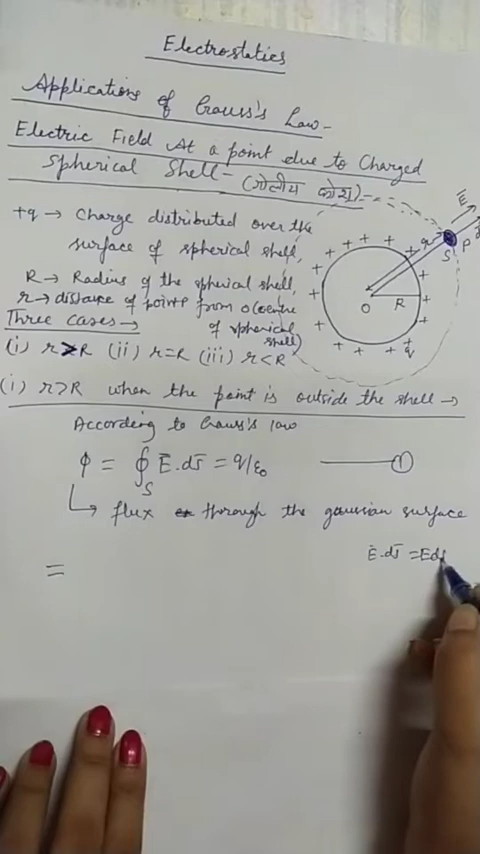 Electrostatics
Applications of Gauss's Law-
Electric Field At a point due to Charged
Spherical Shell- (गोलीय कोश)-
+q → Charge distributed over the
surface of spherical shell,
R → Radius of the spherical shell,
r → distance of point P from O (centre
of spherical
shell)
Three cases →
(i) r > R (ii) r = R (iii) r < R
E
S P
O R
q
(i) r > R when the point is outside the shell →
According to Gauss's law
ϕ = ∮ E̅.ds̅ = q/ε₀ ——— ①
S
↳ flux through the gaussian surface
E̅.ds̅ = Eds
=